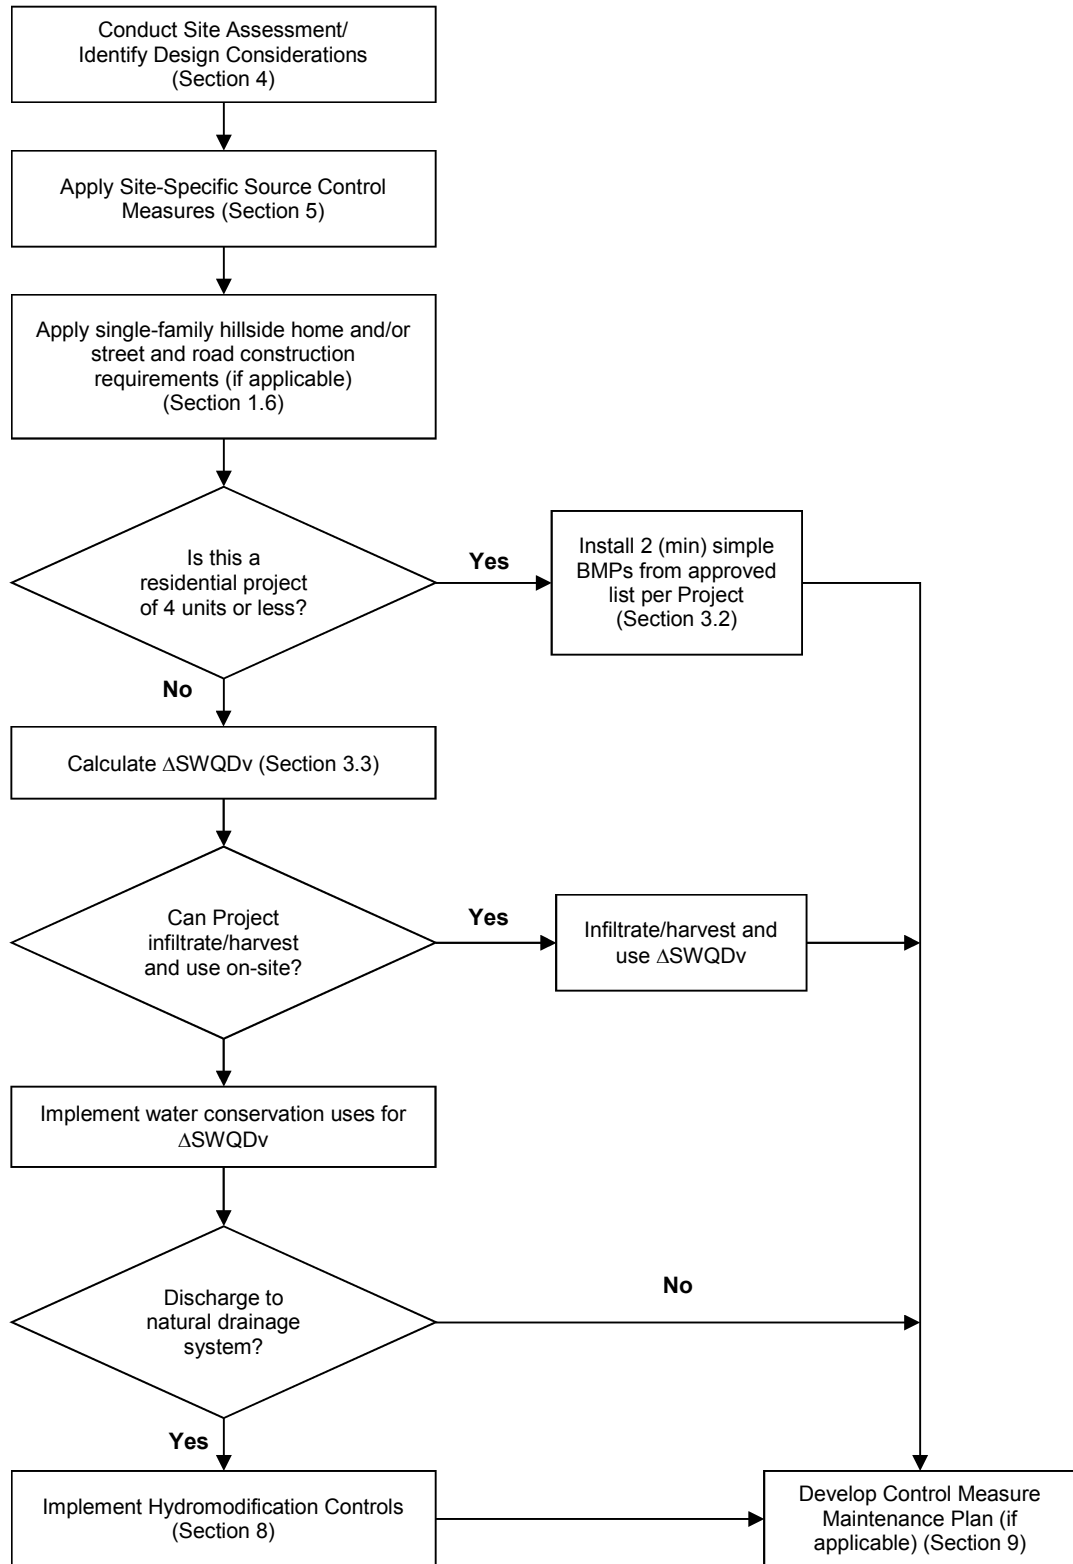 Conduct Site Assessment/
Identify Design Considerations
(Section 4)
Apply Site-Specific Source Control
Measures (Section 5)
Apply single-family hillside home and/or
street and road construction
requirements (if applicable)
(Section 1.6)
Is this a
residential project
of 4 units or less?
Yes
Install 2 (min) simple
BMPs from approved
list per Project
(Section 3.2)
No
Calculate ∆SWQDv (Section 3.3)
Can Project
infiltrate/harvest
and use on-site?
Yes
Infiltrate/harvest and
use ∆SWQDv
Implement water conservation uses for
∆SWQDv
Discharge to
natural drainage
system?
No
Yes
Implement Hydromodification Controls
(Section 8)
Develop Control Measure
Maintenance Plan (if
applicable) (Section 9)